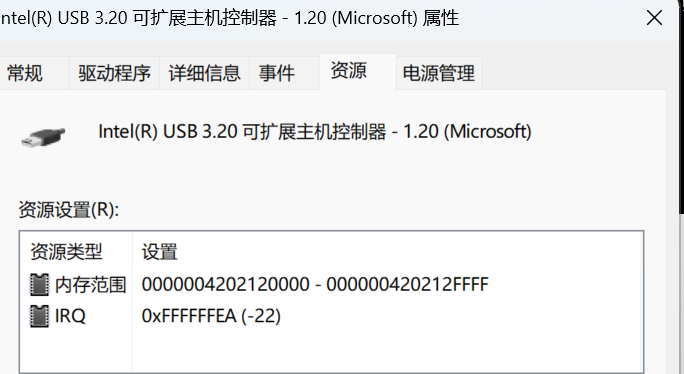 ntel(R) USB 3.20 可扩展主机控制器 - 1.20 (Microsoft) 属性
常规 驱动程序 详细信息 事件 资源 电源管理
Intel(R) USB 3.20 可扩展主机控制器 - 1.20 (Microsoft)
资源设置(R):
资源类型 设置
内存范围 0000004202120000 - 000000420212FFFF
IRQ 0xFFFFFFEA (-22)